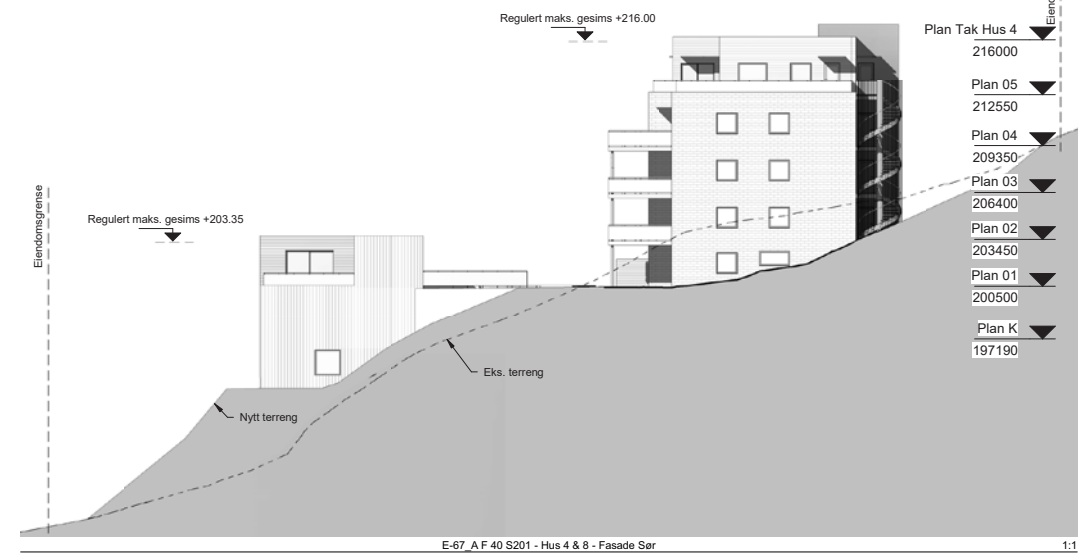 Regulert maks. gesims +216.00
Plan Tak Hus 4
216000
Plan 05
212550
Plan 04
209350
Plan 03
206400
Plan 02
203450
Plan 01
200500
Plan K
197190
Eiendomsgrense
Regulert maks. gesims +203.35
Eks. terreng
Nytt terreng
E-67_A F 40 S201 - Hus 4 & 8 - Fasade Sør
1:1